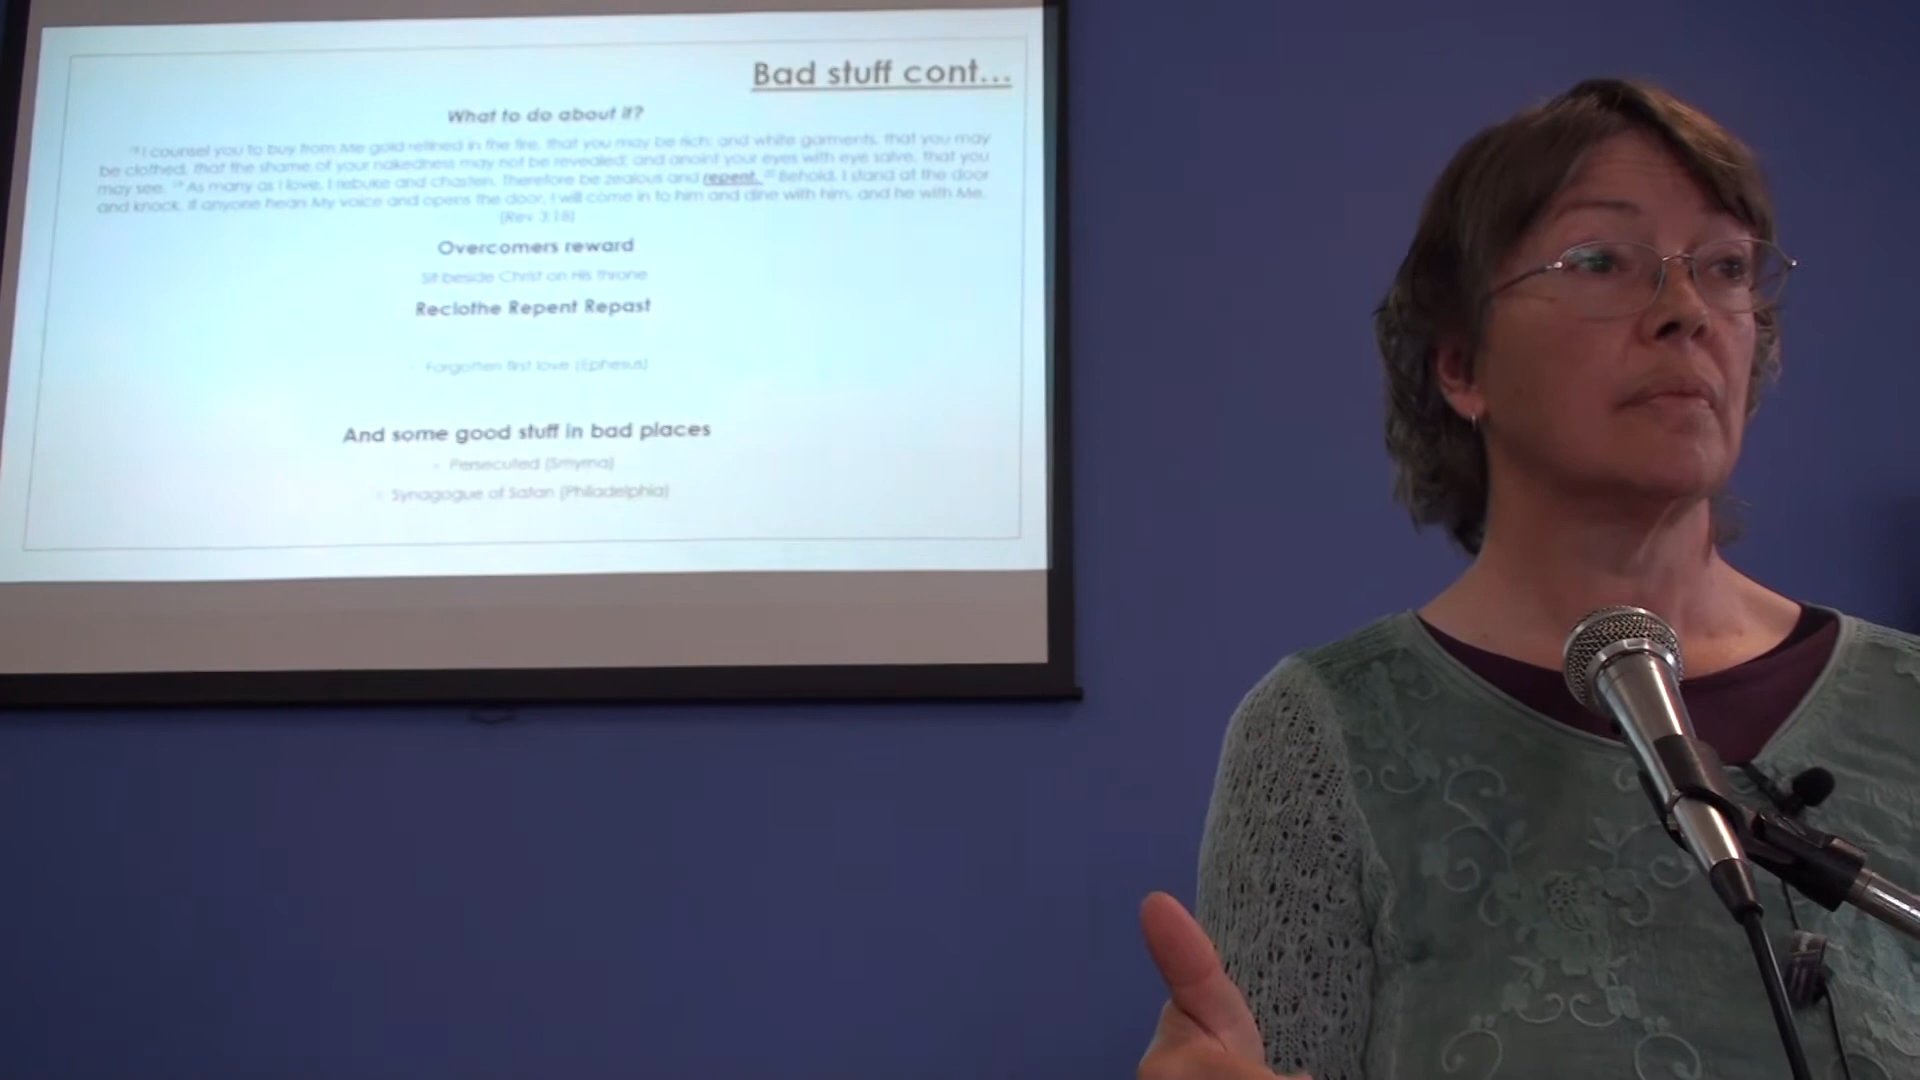 Bad stuff cont...
What to do about it?
¹⁸I counsel you to buy from Me gold refined in the fire, that you may be rich; and white garments, that you may
be clothed, that the shame of your nakedness may not be revealed; and anoint your eyes with eye salve, that you
may see. ¹⁹ As many as I love, I rebuke and chasten. Therefore be zealous and repent. ²⁰ Behold, I stand at the door
and knock. If anyone hears My voice and opens the door, I will come in to him and dine with him, and he with Me.
(Rev 3:18)
Overcomers reward
Sit beside Christ on His throne
Reclothe Repent Repast
Forgotten first love (Ephesus)
And some good stuff in bad places
Persecuted (Smyrna)
Synagogue of Satan (Philadelphia)